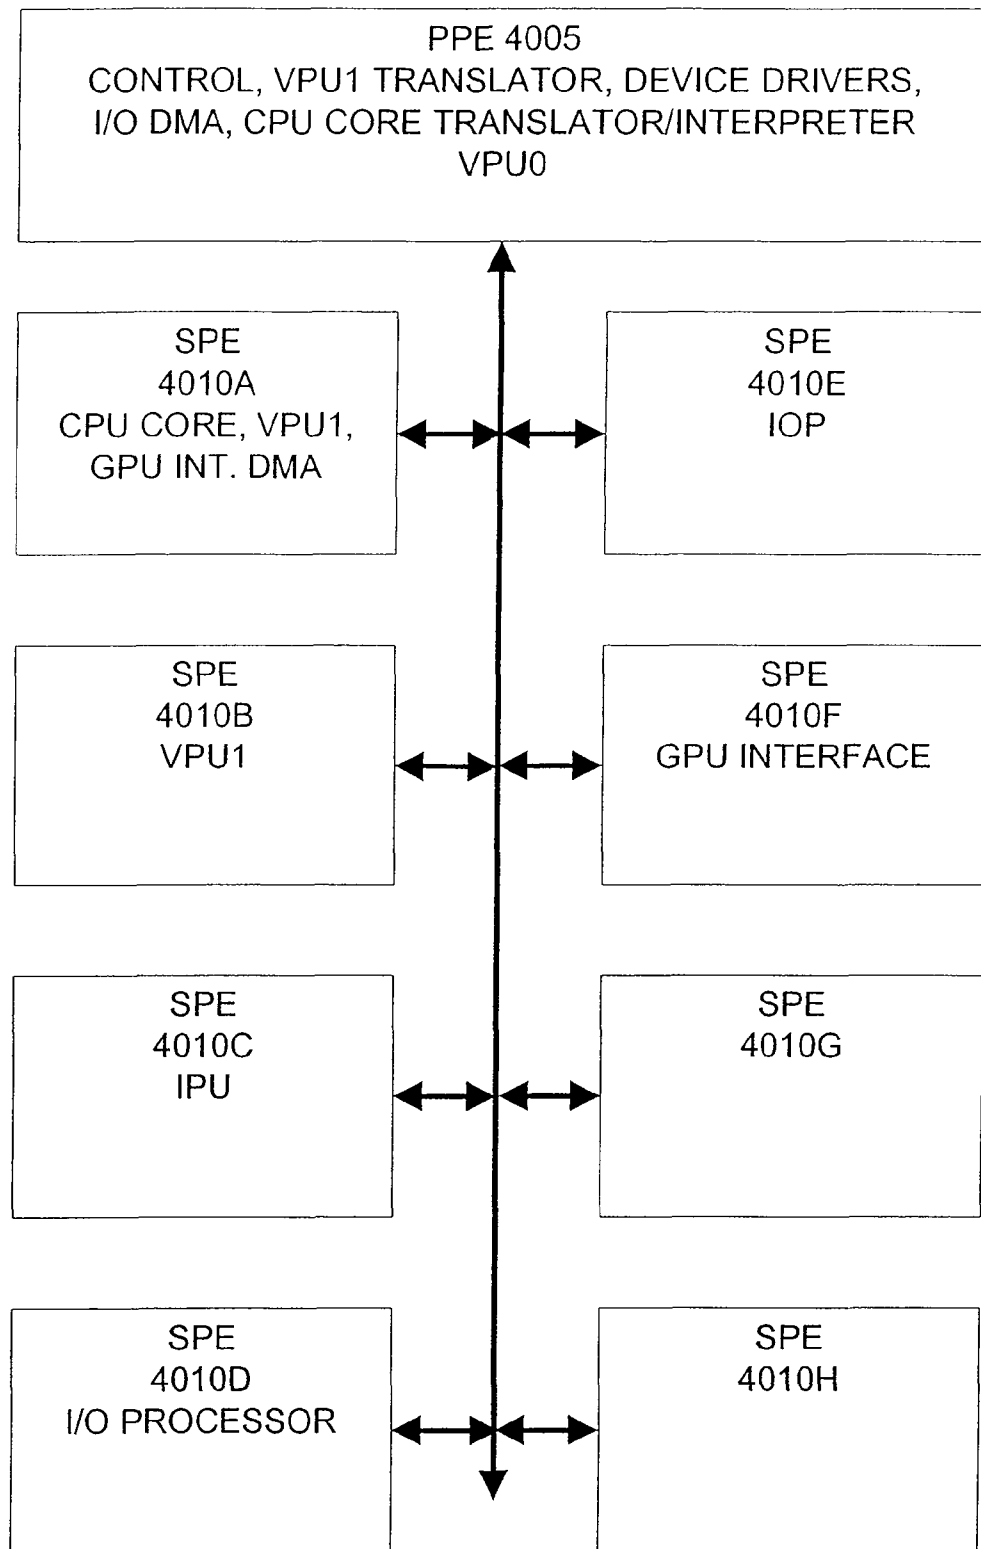 PPE 4005
CONTROL, VPU1 TRANSLATOR, DEVICE DRIVERS,
I/O DMA, CPU CORE TRANSLATOR/INTERPRETER
VPU0
SPE
4010A
CPU CORE, VPU1,
GPU INT. DMA
SPE
4010E
IOP
SPE
4010B
VPU1
SPE
4010F
GPU INTERFACE
SPE
4010C
IPU
SPE
4010G
SPE
4010D
I/O PROCESSOR
SPE
4010H